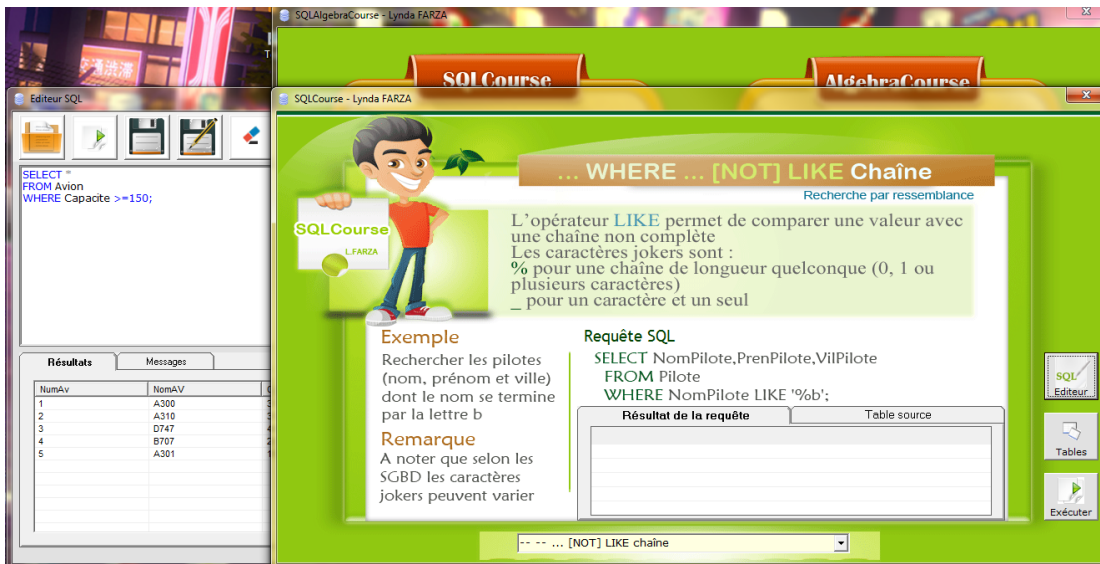 SQLAlgebraCourse - Lynda FARZA
SQLCourse
AlgebraCourse
Editeur SQL
SELECT *
FROM Avion
WHERE Capacite >=150;
Résultats
Messages
NumAv NomAV
1 A300
2 A310
3 D747
4 B707
5 A301
SQLCourse - Lynda FARZA
... WHERE ... [NOT] LIKE Chaîne
Recherche par ressemblance
SQLCourse
L.FARZA
L'opérateur LIKE permet de comparer une valeur avec
une chaîne non complète
Les caractères jokers sont :
% pour une chaîne de longueur quelconque (0, 1 ou
plusieurs caractères)
_ pour un caractère et un seul
Exemple
Rechercher les pilotes
(nom, prénom et ville)
dont le nom se termine
par la lettre b
Remarque
A noter que selon les
SGBD les caractères
jokers peuvent varier
Requête SQL
SELECT NomPilote,PrenPilote,VilPilote
FROM Pilote
WHERE NomPilote LIKE '%b';
Résultat de la requête
Table source
SQL
Editeur
Tables
Exécuter
-- -- ... [NOT] LIKE chaîne